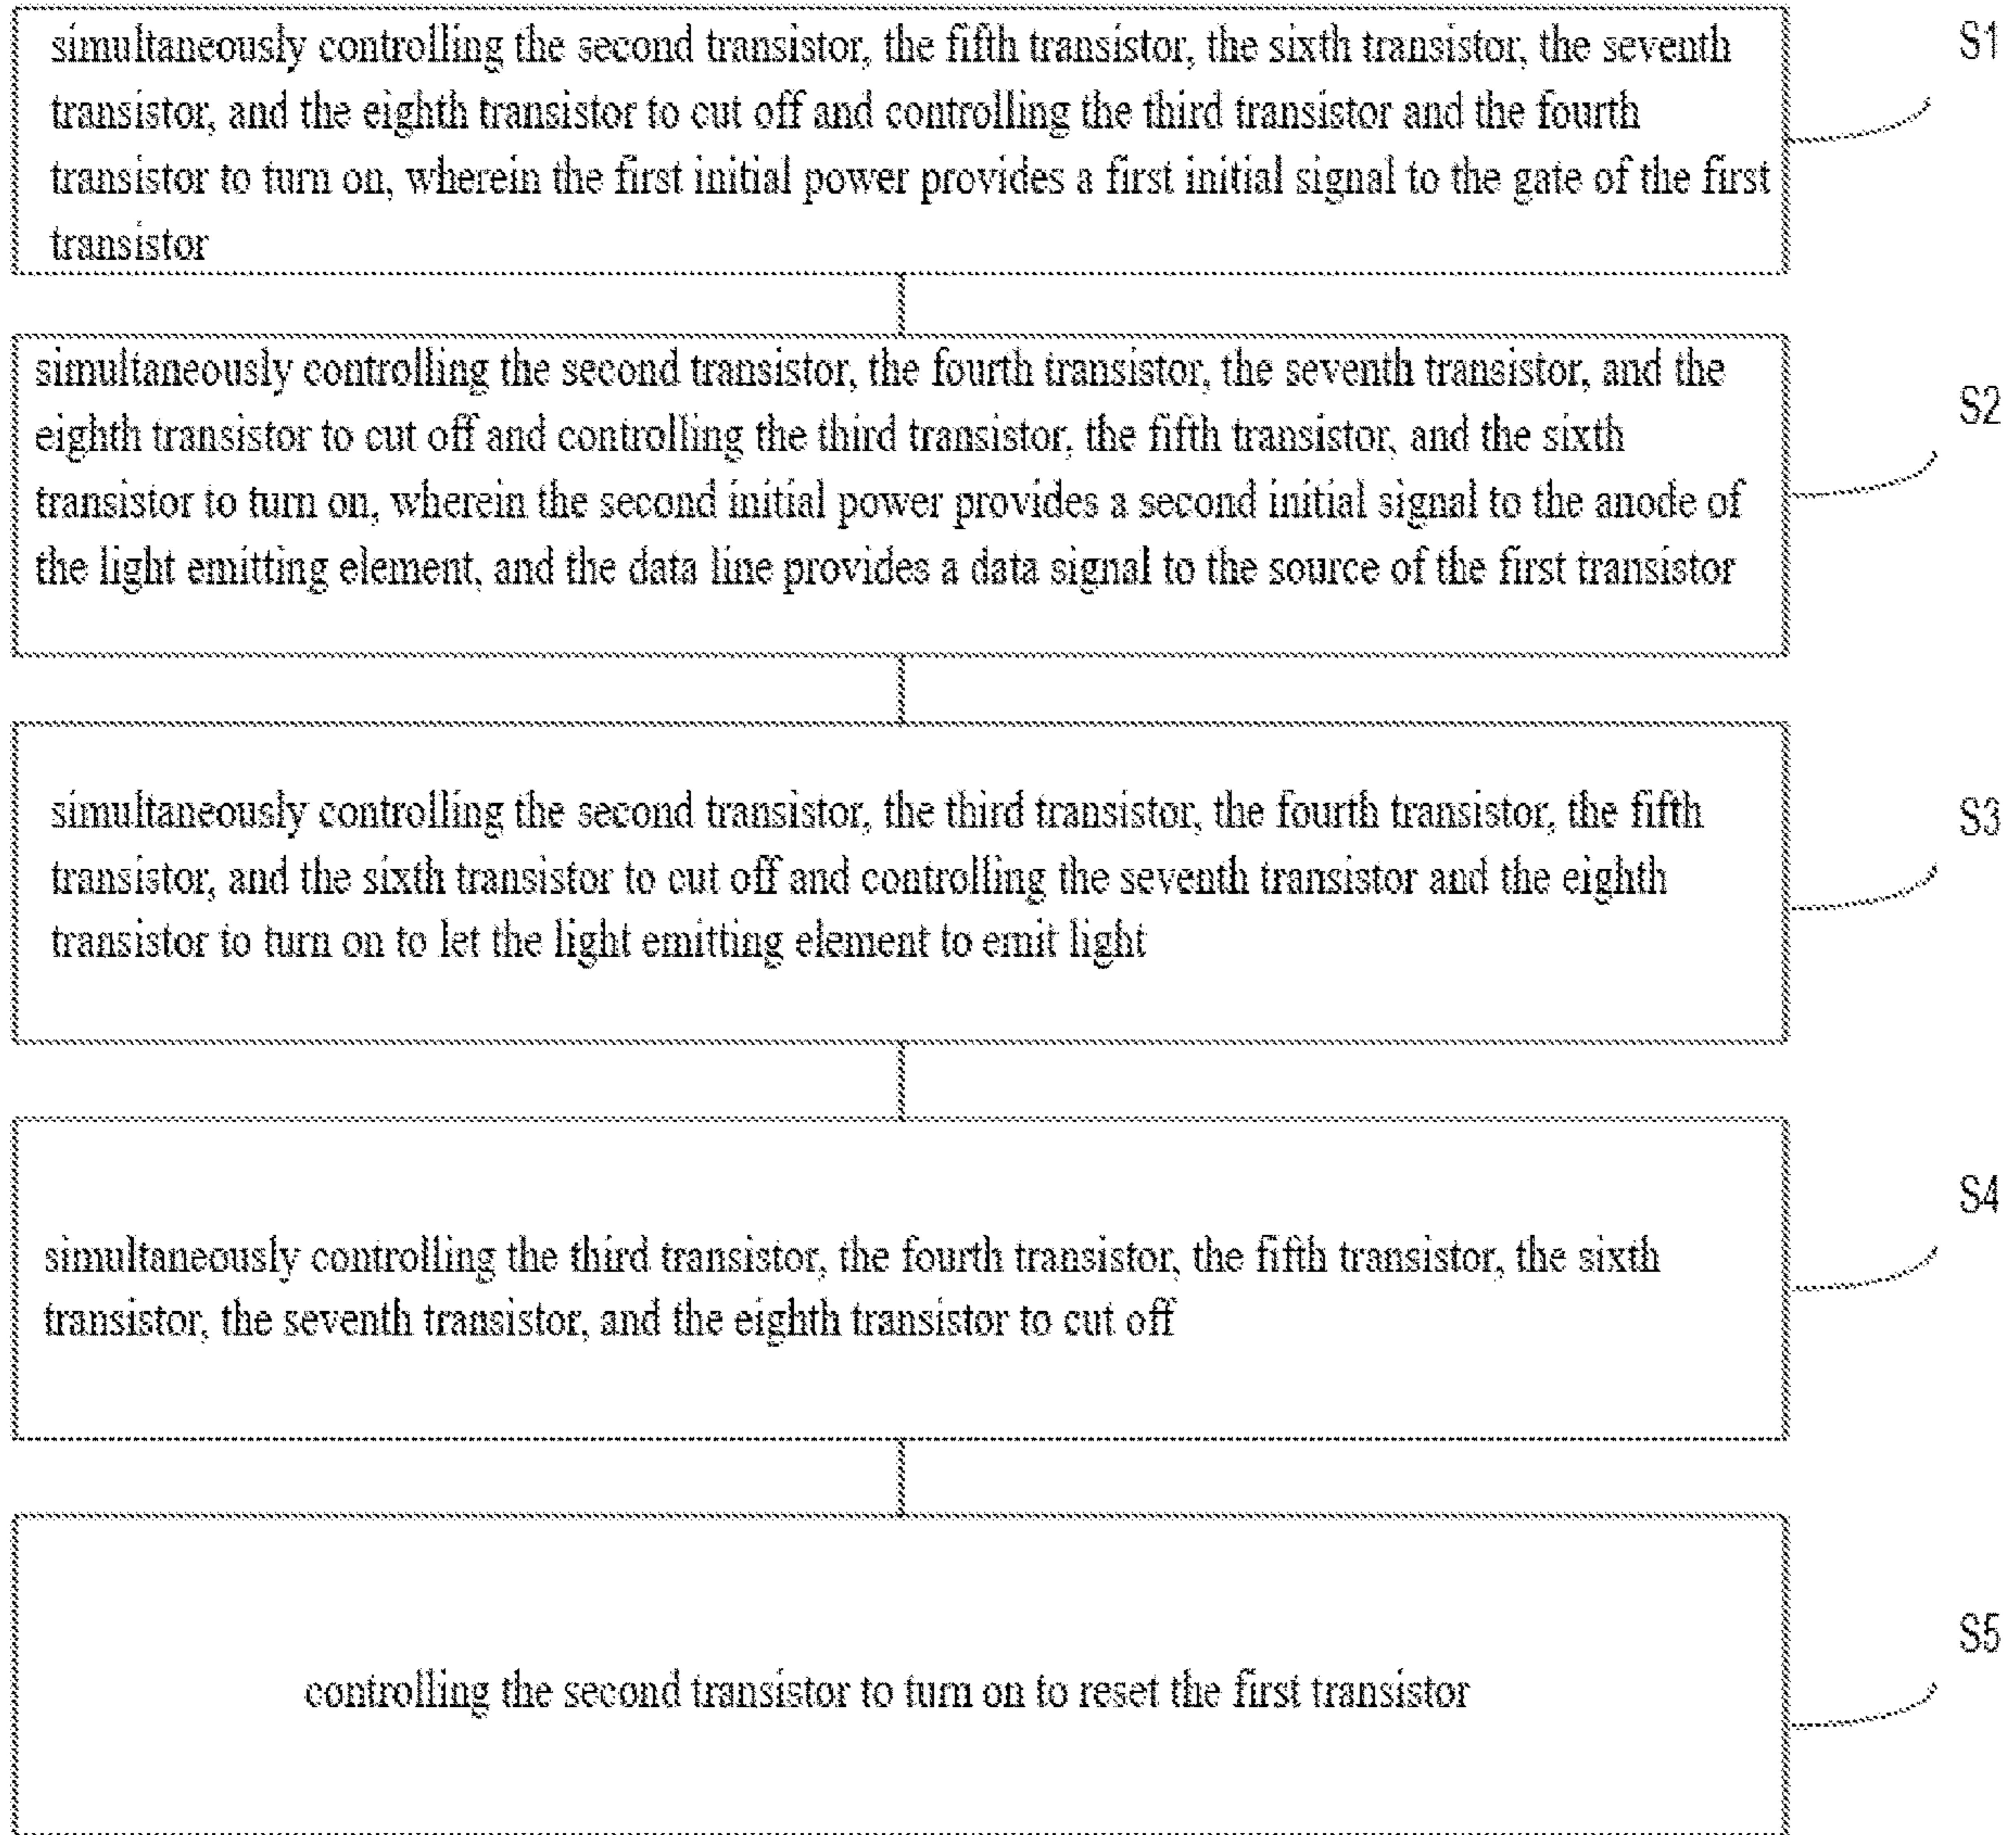 simultaneously controlling the second transistor, the fifth transistor, the sixth transistor, the seventh
transistor, and the eighth transistor to cut off and controlling the third transistor and the fourth
transistor to turn on, wherein the first initial power provides a first initial signal to the gate of the first
transistor
S1
simultaneously controlling the second transistor, the fourth transistor, the seventh transistor, and the
eighth transistor to cut off and controlling the third transistor, the fifth transistor, and the sixth
transistor to turn on, wherein the second initial power provides a second initial signal to the anode of
the light emitting element, and the data line provides a data signal to the source of the first transistor
S2
simultaneously controlling the second transistor, the third transistor, the fourth transistor, the fifth
transistor, and the sixth transistor to cut off and controlling the seventh transistor and the eighth
transistor to turn on to let the light emitting element to emit light
S3
simultaneously controlling the third transistor, the fourth transistor, the fifth transistor, the sixth
transistor, the seventh transistor, and the eighth transistor to cut off
S4
controlling the second transistor to turn on to reset the first transistor
S5